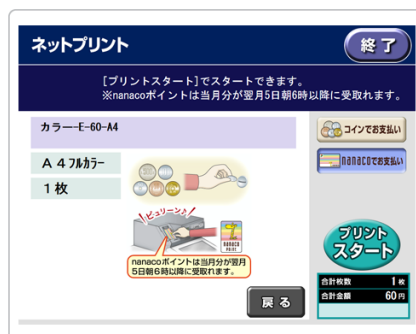 ネットプリント
終了
[プリントスタート]でスタートできます。
※nanacoポイントは当月分が翌月5日朝6時以降に受取れます。
カラー-E-60-A4
コインでお支払い
A4フルカラー
nanacoでお支払い
1枚
ピュリーン♪
nanaco
POINT
nanacoポイントは当月分が翌月
5日朝6時以降に受取れます。
プリント
スタート
戻る
合計枚数 1枚
合計金額 60円